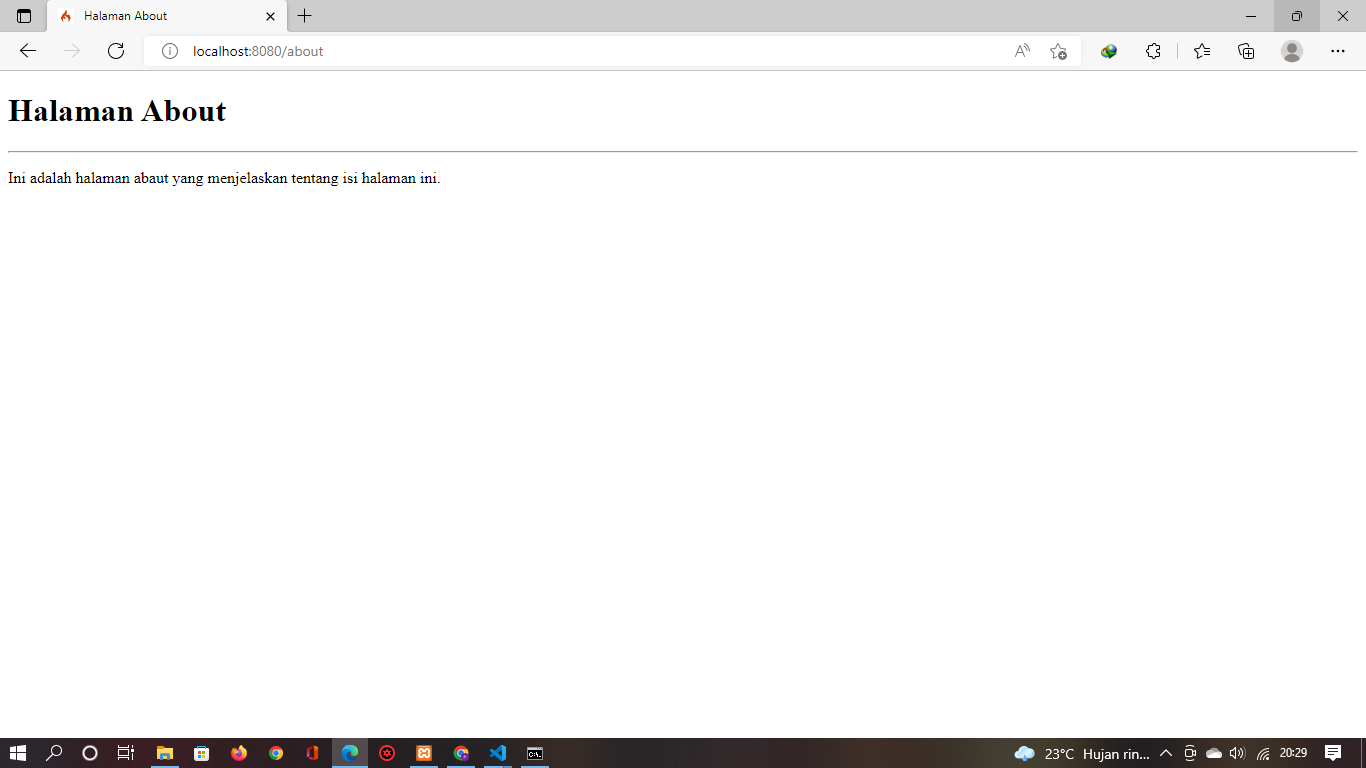 Halaman About
localhost:8080/about
Halaman About
Ini adalah halaman abaut yang menjelaskan tentang isi halaman ini.
23°C Hujan rin... 20:29